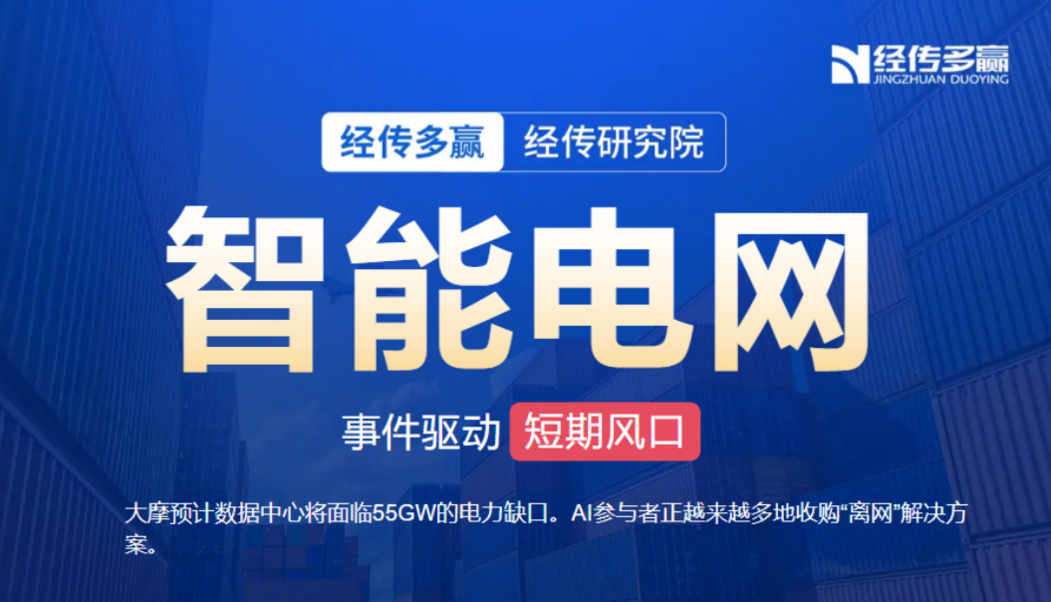 经传多赢
JINGZHUAN DUOYING
经传多赢 经传研究院
智能电网
事件驱动 短期风口
大摩预计数据中心将面临55GW的电力缺口。AI参与者正越来越多地收购“离网”解决方
案。